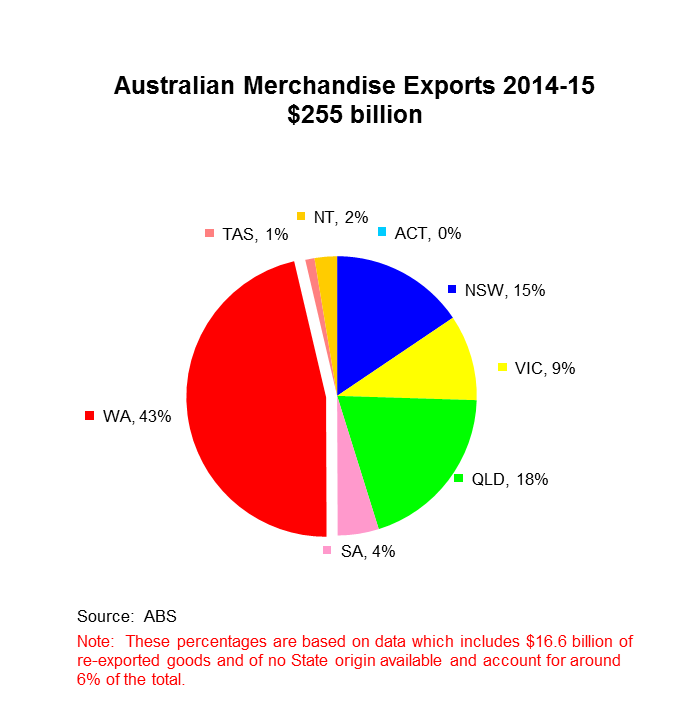 Australian Merchandise Exports 2014-15
$255 billion
NT, 2%
TAS, 1%
ACT, 0%
NSW, 15%
VIC, 9%
WA, 43%
QLD, 18%
SA, 4%
Source: ABS
Note: These percentages are based on data which includes $16.6 billion of
re-exported goods and of no State origin available and account for around
6% of the total.